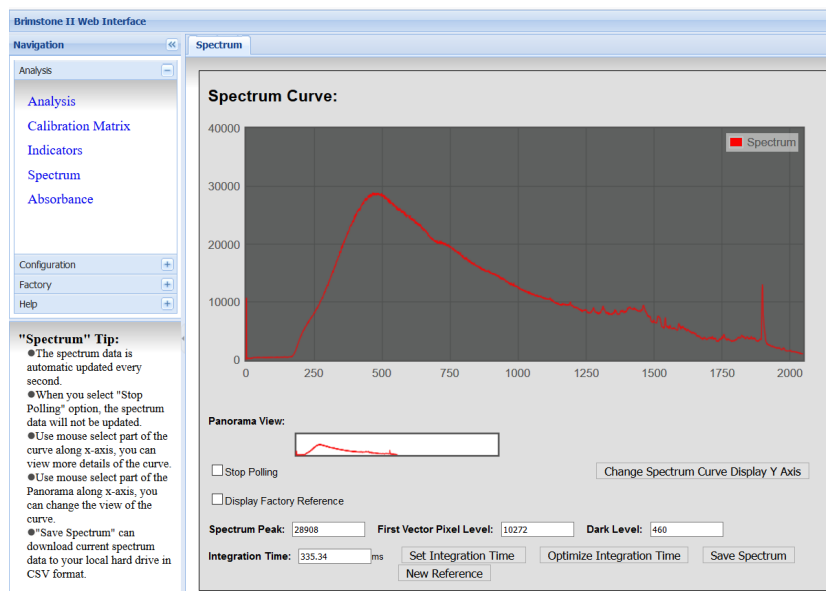 Brimstone II Web Interface
Navigation
Spectrum
Analysis
Analysis
Calibration Matrix
Indicators
Spectrum
Absorbance
Configuration
Factory
Help
"Spectrum" Tip:
●The spectrum data is
automatic updated every
second.
●When you select "Stop
Polling" option, the spectrum
data will not be updated.
●Use mouse select part of the
curve along x-axis, you can
view more details of the curve.
●Use mouse select part of the
Panorama along x-axis, you
can change the view of the
curve.
●"Save Spectrum" can
download current spectrum
data to your local hard drive in
CSV format.
Spectrum Curve:
Spectrum
40000
30000
20000
10000
0
0 250 500 750 1000 1250 1500 1750 2000
Panorama View:
Stop Polling
Change Spectrum Curve Display Y Axis
Display Factory Reference
Spectrum Peak: 28908 First Vector Pixel Level: 10272 Dark Level: 460
Integration Time: 335.34 ms Set Integration Time Optimize Integration Time Save Spectrum
New Reference